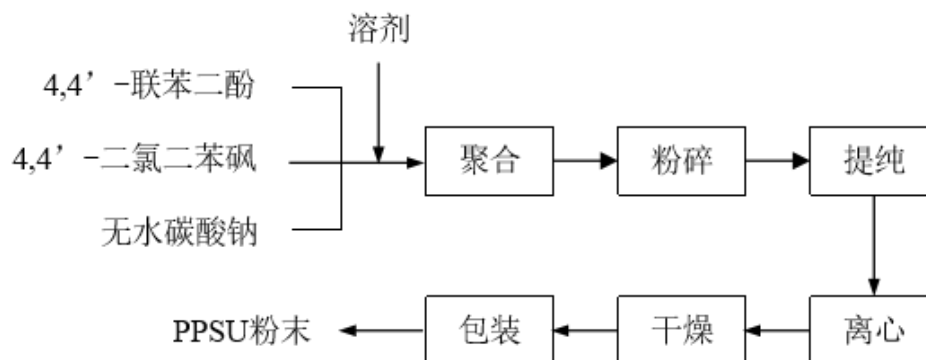 溶剂
4,4’-联苯二酚
4,4’-二氯二苯砜
无水碳酸钠
聚合
粉碎
提纯
离心
干燥
包装
PPSU粉末